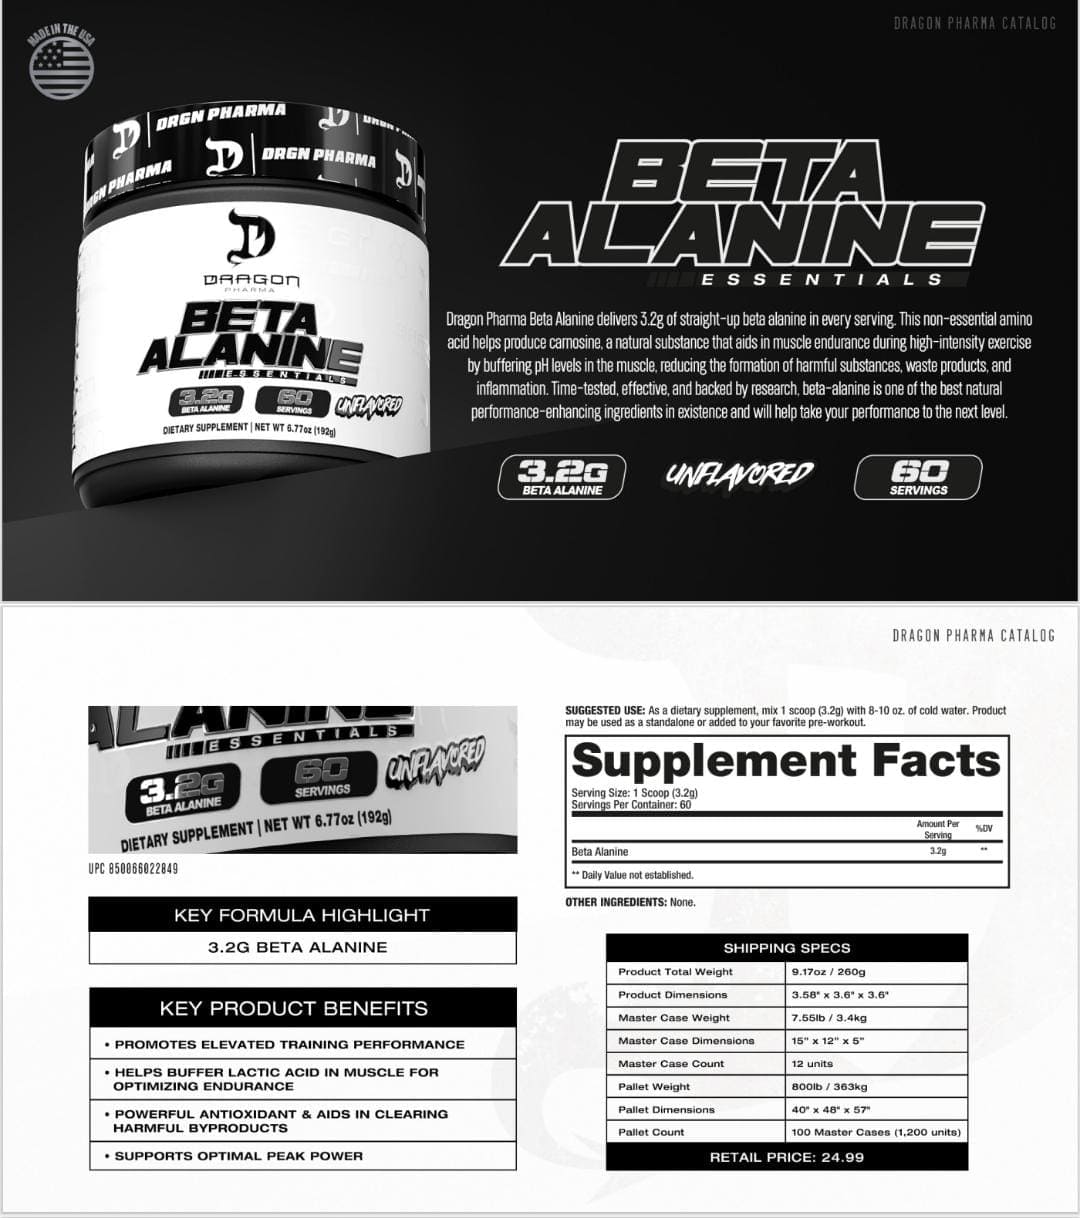 MADE IN THE USA
DRAGON PHARMA CATALOG
DRGN PHARMA
DRGN PHARMA
DRGN PHARMA
DRAGON
PHARMA
BETA
ALANINE
ESSENTIALS
3.2G
BETA ALANINE
60
SERVINGS
UNFLAVORED
DIETARY SUPPLEMENT | NET WT 6.77oz (192g)
BETA
ALANINE
ESSENTIALS
Dragon Pharma Beta Alanine delivers 3.2g of straight-up beta alanine in every serving. This non-essential amino
acid helps produce carnosine, a natural substance that aids in muscle endurance during high-intensity exercise
by buffering pH levels in the muscle, reducing the formation of harmful substances, waste products, and
inflammation. Time-tested, effective, and backed by research, beta-alanine is one of the best natural
performance-enhancing ingredients in existence and will help take your performance to the next level.
3.2G
BETA ALANINE
UNFLAVORED
60
SERVINGS
DRAGON PHARMA CATALOG
ALANINE
ESSENTIALS
3.2G
BETA ALANINE
60
SERVINGS
UNFLAVORED
DIETARY SUPPLEMENT | NET WT 6.77oz (192g)
UPC 850066022849
KEY FORMULA HIGHLIGHT
3.2G BETA ALANINE
KEY PRODUCT BENEFITS
• PROMOTES ELEVATED TRAINING PERFORMANCE
• HELPS BUFFER LACTIC ACID IN MUSCLE FOR
OPTIMIZING ENDURANCE
• POWERFUL ANTIOXIDANT & AIDS IN CLEARING
HARMFUL BYPRODUCTS
• SUPPORTS OPTIMAL PEAK POWER
SUGGESTED USE: As a dietary supplement, mix 1 scoop (3.2g) with 8-10 oz. of cold water. Product
may be used as a standalone or added to your favorite pre-workout.
Supplement Facts
Serving Size: 1 Scoop (3.2g)
Servings Per Container: 60
Amount Per
Serving %DV
Beta Alanine 3.2g **
** Daily Value not established.
OTHER INGREDIENTS: None.
SHIPPING SPECS
Product Total Weight 9.17oz / 260g
Product Dimensions 3.58" x 3.6" x 3.6"
Master Case Weight 7.55lb / 3.4kg
Master Case Dimensions 15" x 12" x 5"
Master Case Count 12 units
Pallet Weight 800lb / 363kg
Pallet Dimensions 40" x 48" x 57"
Pallet Count 100 Master Cases (1,200 units)
RETAIL PRICE: 24.99